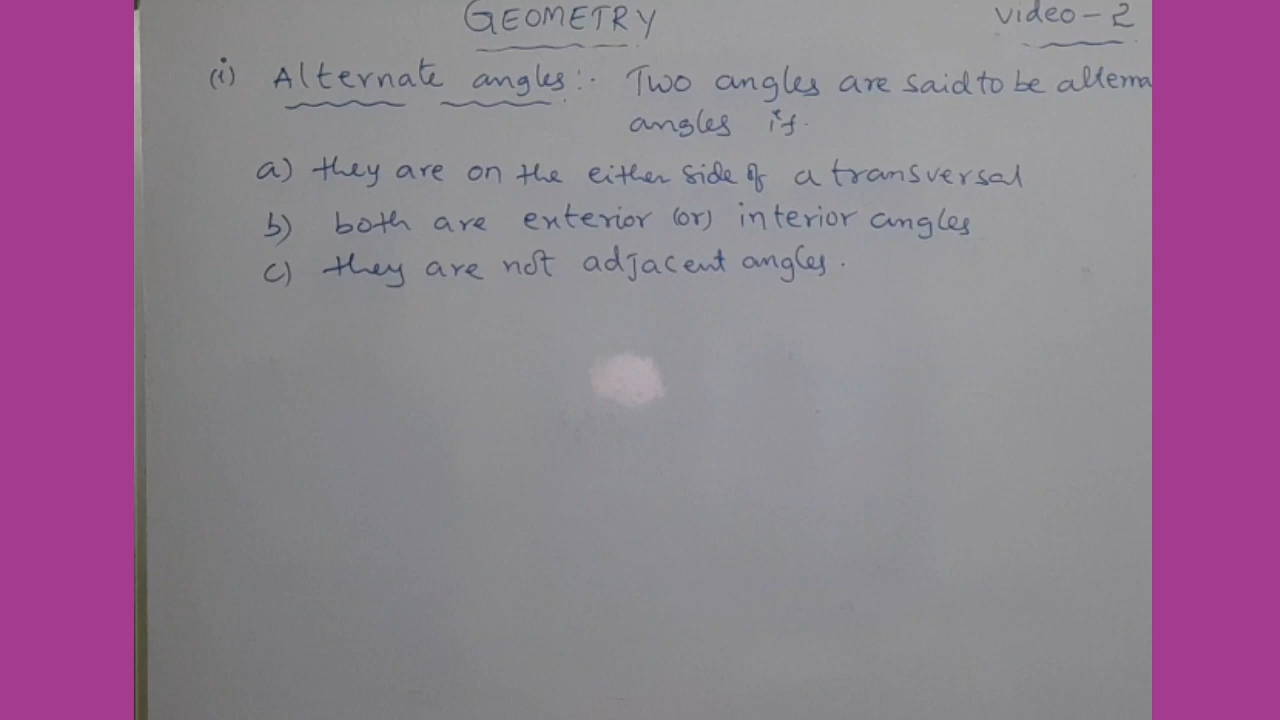 GEOMETRY
Video - 2
(i) Alternate angles :- Two angles are said to be alterna
angles if.
a) they are on the either side of a transversal
b) both are exterior (or) interior angles
c) they are not adjacent angles.